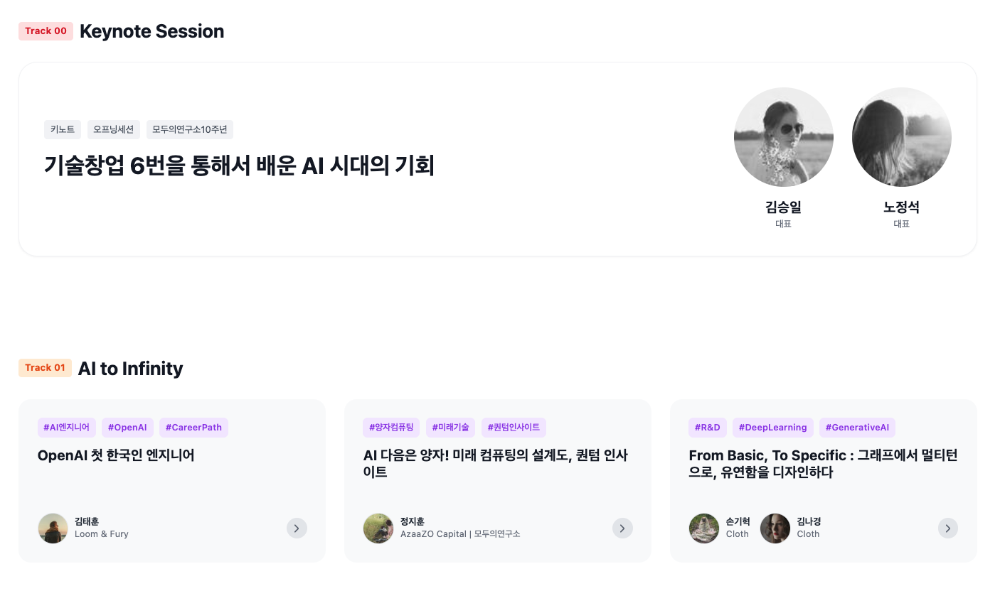 Track 00 Keynote Session
키노트 오프닝세션 모두의연구소10주년
기술창업 6번을 통해서 배운 AI 시대의 기회
김승일 노정석
대표 대표
Track 01 AI to Infinity
#AI엔지니어 #OpenAI #CareerPath
OpenAI 첫 한국인 엔지니어
김태훈
Loom & Fury
#양자컴퓨팅 #미래기술 #퀀텀인사이트
AI 다음은 양자! 미래 컴퓨팅의 설계도, 퀀텀 인사
이트
정지훈
AzaaZO Capital | 모두의연구소
#R&D #DeepLearning #GenerativeAI
From Basic, To Specific : 그래프에서 멀티턴
으로, 유연함을 디자인하다
손기혁 김나경
Cloth Cloth